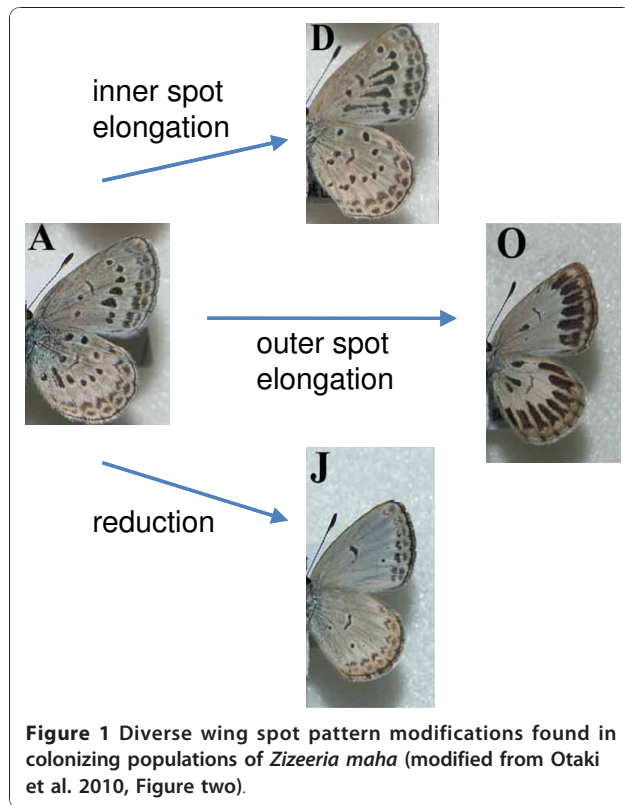 D
inner spot
elongation
A
O
outer spot
elongation
J
reduction
Figure 1 Diverse wing spot pattern modifications found in
colonizing populations of Zizeeria maha (modified from Otaki
et al. 2010, Figure two).